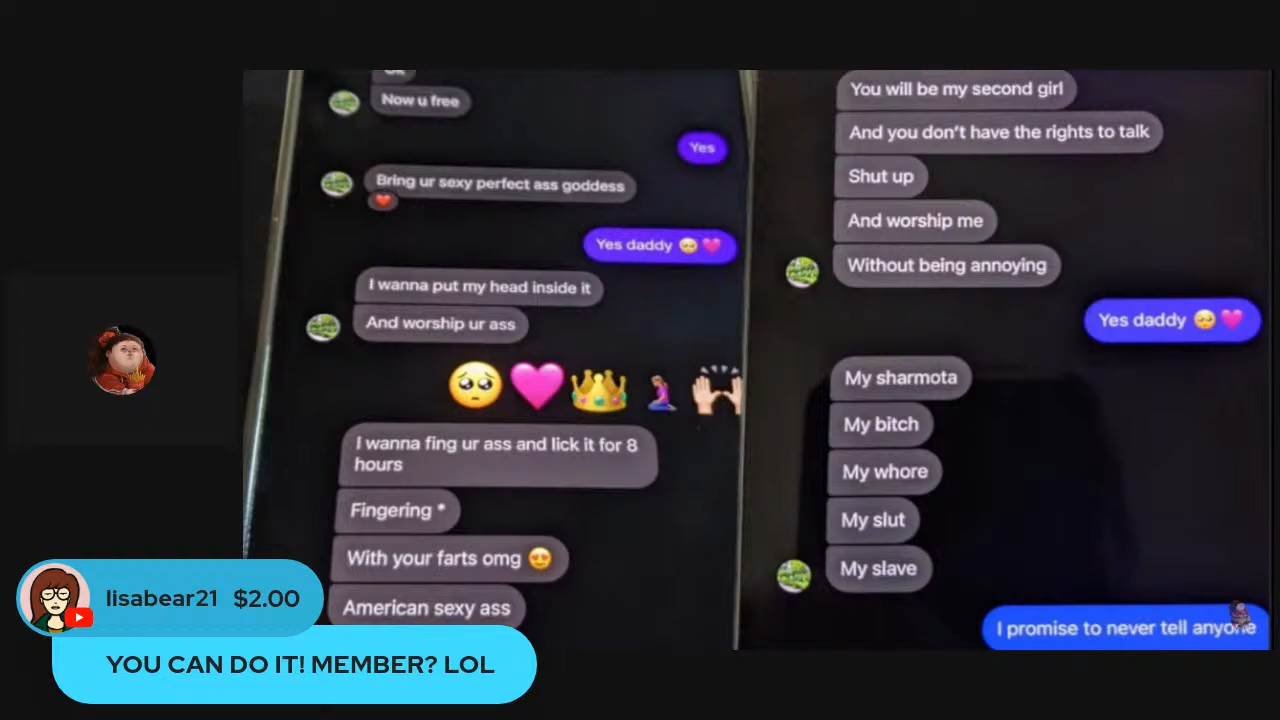 Ok
Now u free
Yes
Bring ur sexy perfect ass goddess
Yes daddy 🥺💗
I wanna put my head inside it
And worship ur ass
🥺💗👑🧎‍♀️🙌
I wanna fing ur ass and lick it for 8
hours
Fingering *
With your farts omg 😍
American sexy ass
You will be my second girl
And you don't have the rights to talk
Shut up
And worship me
Without being annoying
Yes daddy 🥺💗
My sharmota
My bitch
My whore
My slut
My slave
I promise to never tell anyone
lisabear21 $2.00
YOU CAN DO IT! MEMBER? LOL